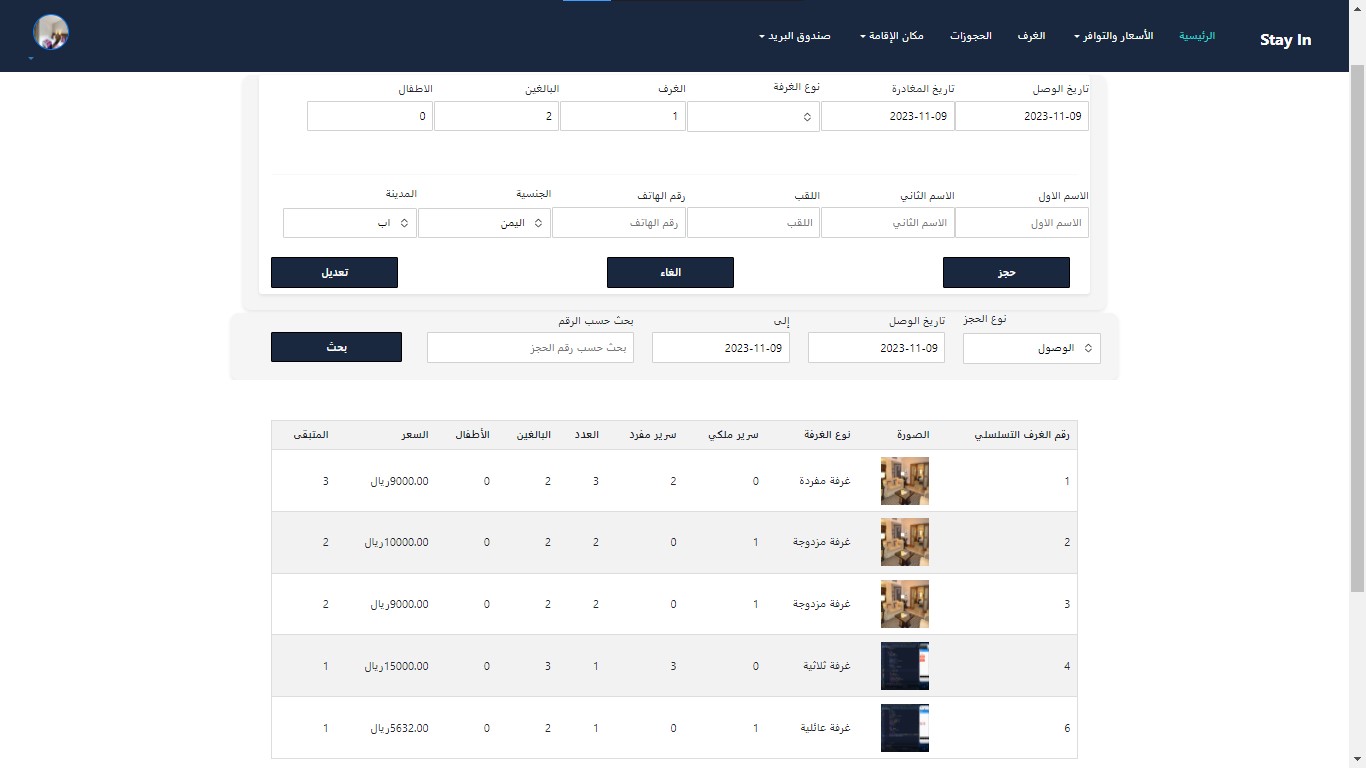 Stay In الرئيسية الأسعار والتوافر الغرف الحجوزات مكان الإقامة صندوق البريد
تاريخ الوصل تاريخ المغادرة نوع الغرفة الغرف البالغين الاطفال
2023-11-09 2023-11-09 1 2 0
الاسم الاول الاسم الثاني اللقب رقم الهاتف الجنسية المدينة
الاسم الاول الاسم الثاني اللقب رقم الهاتف اليمن اب
حجز الغاء تعديل
نوع الحجز تاريخ الوصل إلى بحث حسب الرقم
الوصول 2023-11-09 2023-11-09 بحث حسب رقم الحجز بحث
رقم الغرف التسلسلي الصورة نوع الغرفة سرير ملكي سرير مفرد العدد البالغين الأطفال السعر المتبقى
1 غرفة مفردة 0 2 3 2 0 9000.00ريال 3
2 غرفة مزدوجة 1 0 2 2 0 10000.00ريال 2
3 غرفة مزدوجة 1 0 2 2 0 9000.00ريال 2
4 غرفة ثلاثية 0 3 1 3 0 15000.00ريال 1
6 غرفة عائلية 1 0 1 2 0 5632.00ريال 1